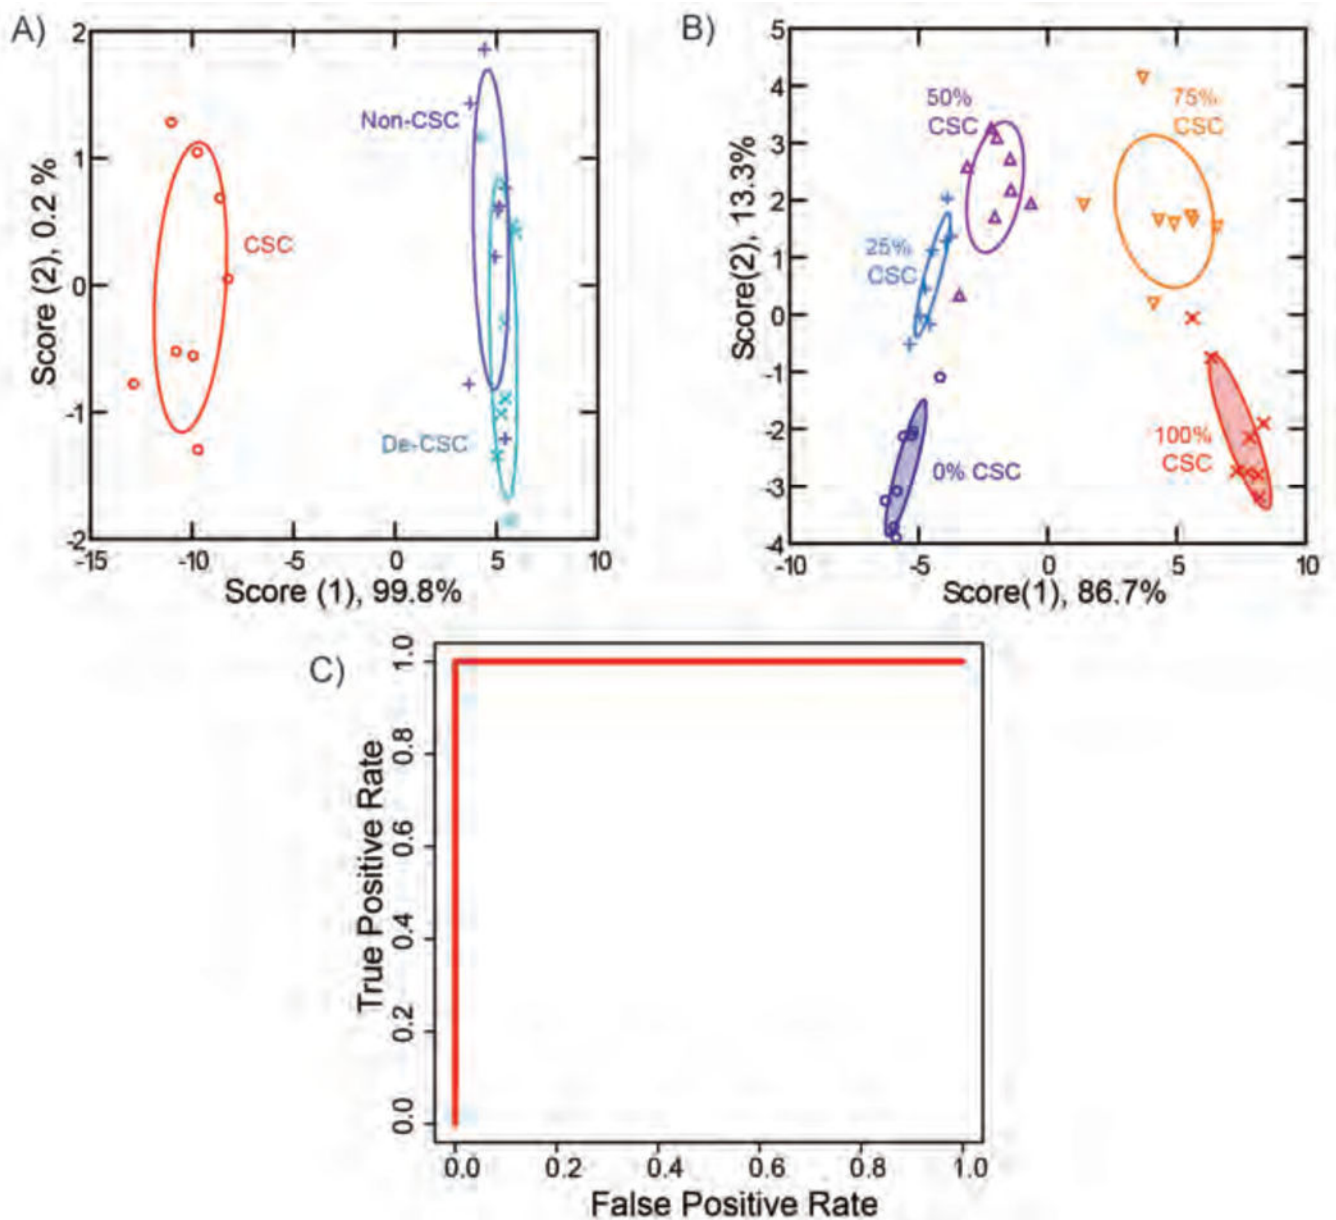 A)
2
1
0
-1
-2
Score (2), 0.2 %
Non-CSC
CSC
De-CSC
-15
-10
-5
0
5
10
Score (1), 99.8%
B)
5
4
3
2
1
0
-1
-2
-3
-4
Score(2), 13.3%
50%
CSC
75%
CSC
25%
CSC
100%
CSC
0% CSC
-10
-5
0
5
10
Score(1), 86.7%
C)
1.0
0.8
0.6
0.4
0.2
0.0
True Positive Rate
0.0
0.2
0.4
0.6
0.8
1.0
False Positive Rate